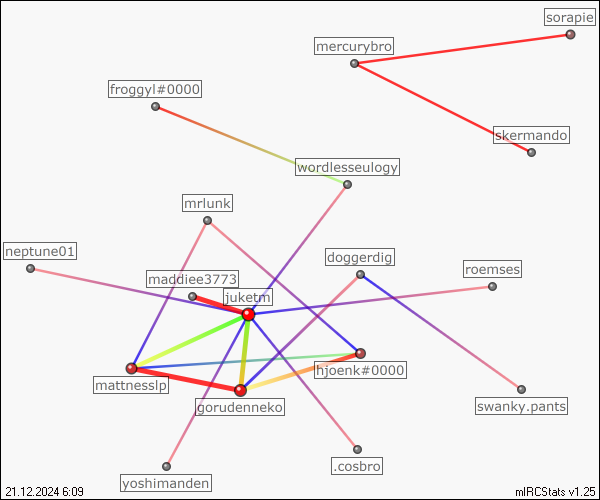 sorapie
mercurybro
froggyl#0000
skermando
wordlesseulogy
mrlunk
neptune01
doggerdig
roemses
maddiee3773
juketm
hjoenk#0000
mattnesslp
gorudenneko
swanky.pants
yoshimanden
.cosbro
21.12.2024 6:09
mIRCStats v1.25